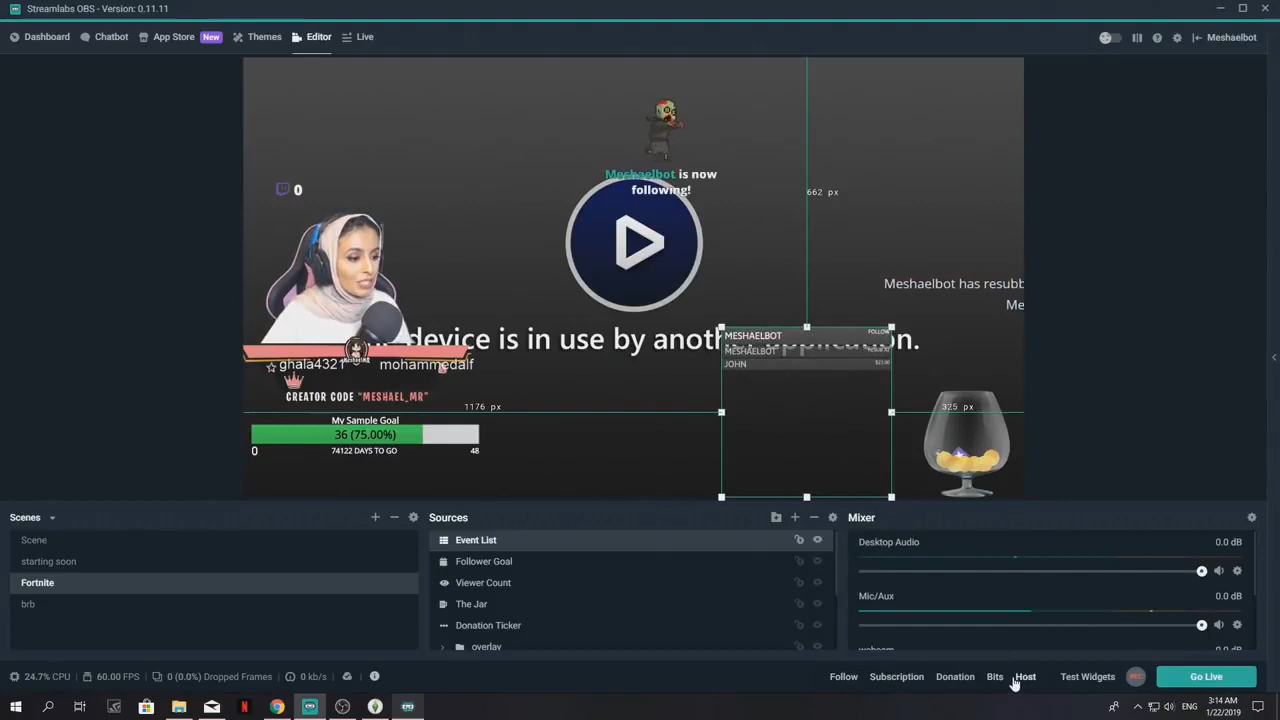 Streamlabs OBS - Version: 0.11.11
Dashboard Chatbot App Store New Themes Editor Live Meshaelbot
Meshaelbot is now
following!
662 px
0
Meshaelbot has resubb
Me
device is in use by anoth
on.
MESHAELBOT FOLLOW
MESHAELBOT
JOHN $23.00
ghala4321 mohammedalf
CREATOR CODE "MESHAEL_MR"
1176 px 325 px
My Sample Goal
36 (75.00%)
0 74122 DAYS TO GO 48
Scenes Sources Mixer
Scene
starting soon
Fortnite
brb
Event List
Follower Goal
Viewer Count
The Jar
Donation Ticker
overlay
Desktop Audio 0.0 dB
Mic/Aux 0.0 dB
24.7% CPU 60.00 FPS 0 (0.0%) Dropped Frames 0 kb/s Follow Subscription Donation Bits Host Test Widgets REC Go Live
ENG 3:14 AM
1/22/2019